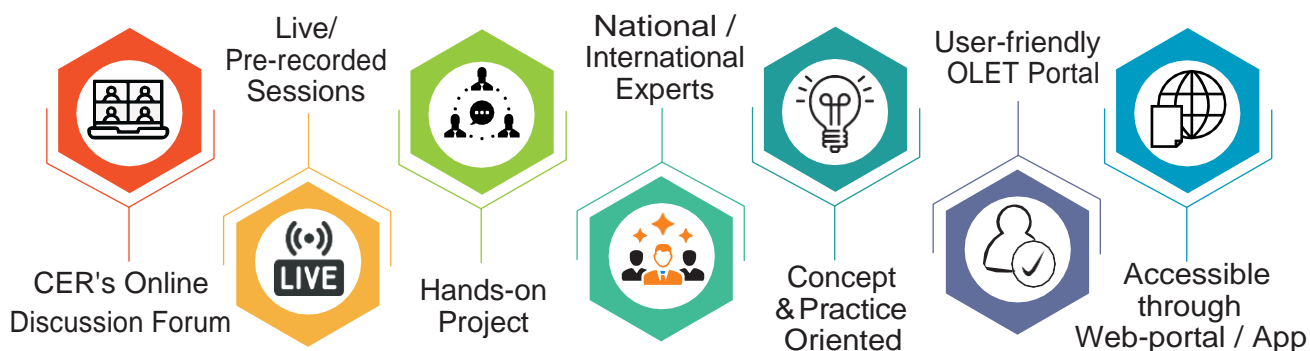 CER's Online
Discussion Forum
Live/
Pre-recorded
Sessions
LIVE
Hands-on
Project
National /
International
Experts
Concept
& Practice
Oriented
User-friendly
OLET Portal
Accessible
through
Web-portal / App